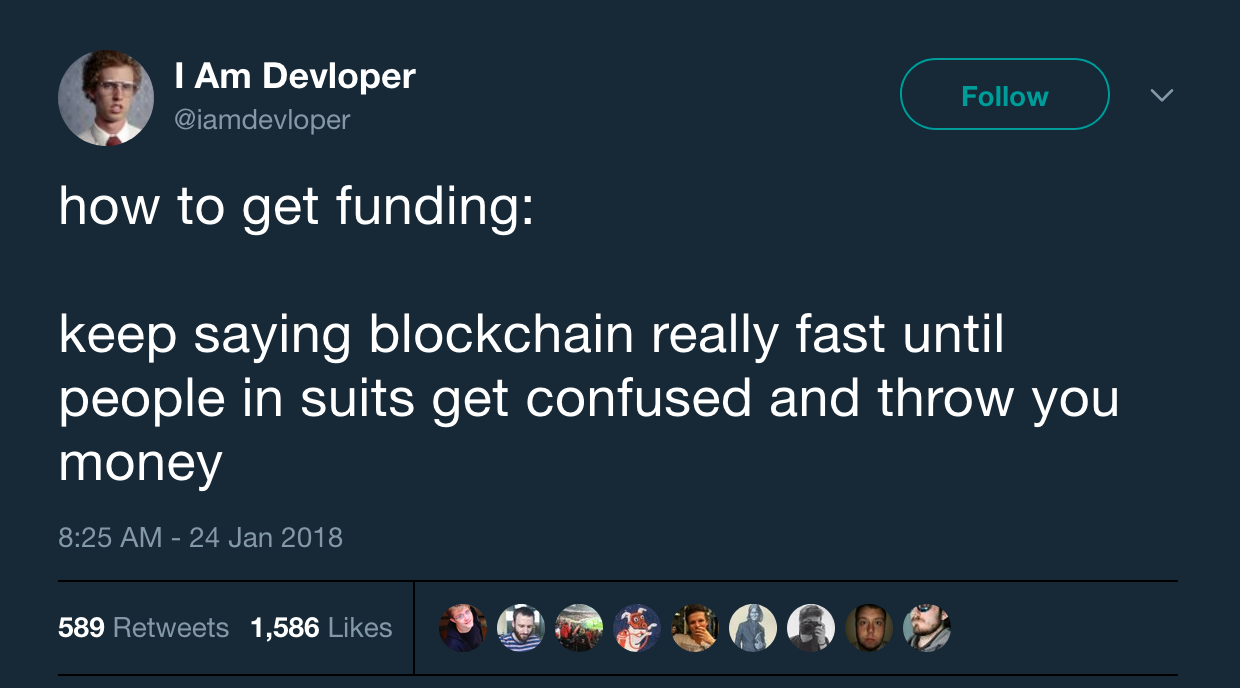 I Am Devloper
@iamdevloper
Follow
how to get funding:
keep saying blockchain really fast until
people in suits get confused and throw you
money
8:25 AM - 24 Jan 2018
589 Retweets 1,586 Likes